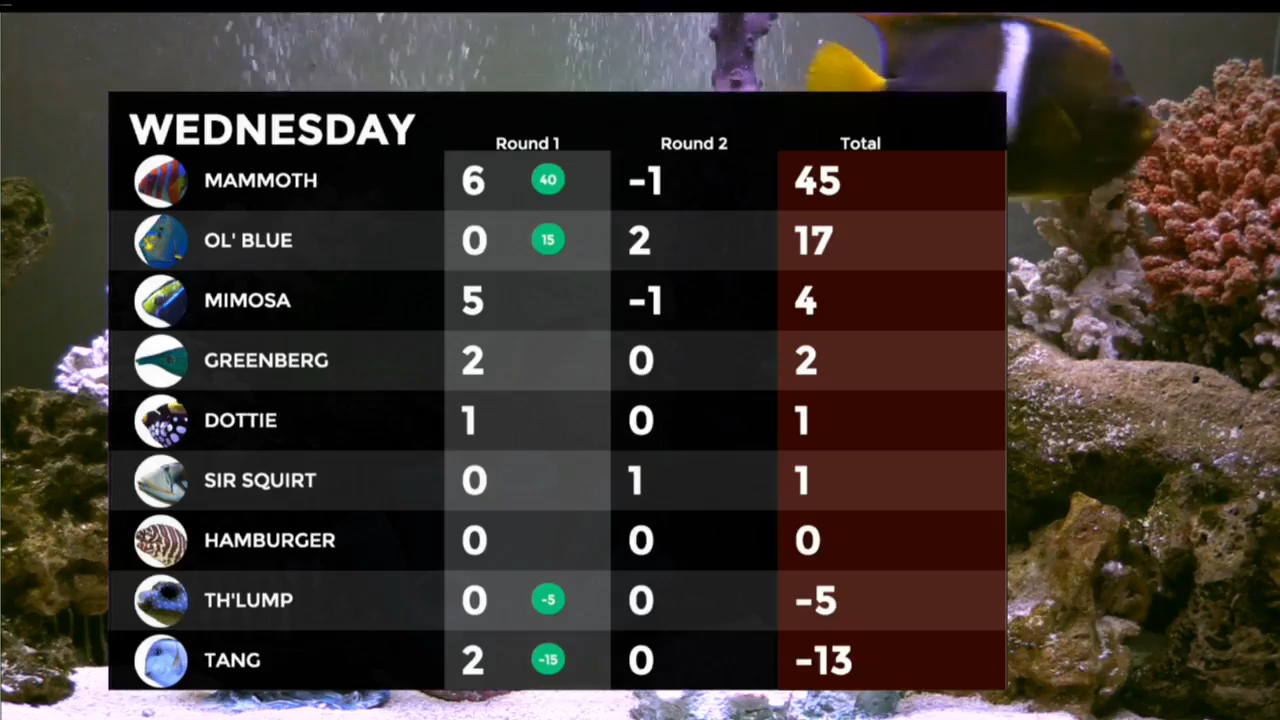 WEDNESDAY
Round 1 Round 2 Total
MAMMOTH 6 40 -1 45
OL' BLUE 0 15 2 17
MIMOSA 5 -1 4
GREENBERG 2 0 2
DOTTIE 1 0 1
SIR SQUIRT 0 1 1
HAMBURGER 0 0 0
TH'LUMP 0 -5 0 -5
TANG 2 -15 0 -13